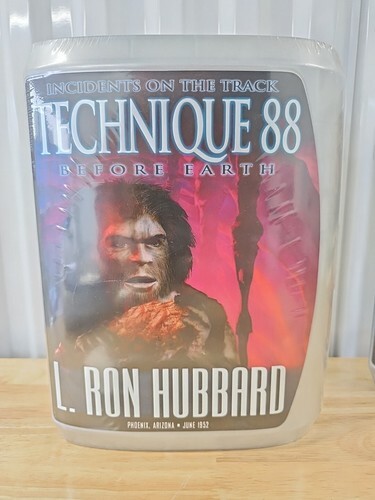 INCIDENTS ON THE TRACK
TECHNIQUE 88
BEFORE EARTH
L. RON HUBBARD
PHOENIX, ARIZONA • JUNE 1952